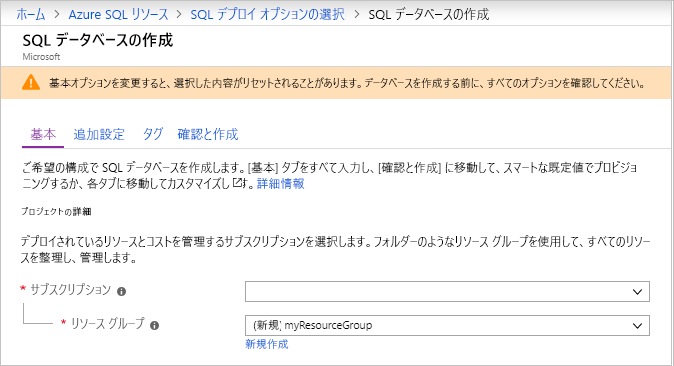 ホーム > Azure SQL リソース > SQL デプロイ オプションの選択 > SQL データベースの作成
SQL データベースの作成
Microsoft
基本オプションを変更すると、選択した内容がリセットされることがあります。データベースを作成する前に、すべてのオプションを確認してください。
基本 追加設定 タグ 確認と作成
ご希望の構成で SQL データベースを作成します。[基本] タブをすべて入力し、[確認と作成] に移動して、スマートな既定値でプロビジョ
ニングするか、各タブに移動してカスタマイズします。詳細情報
プロジェクトの詳細
デプロイされているリソースとコストを管理するサブスクリプションを選択します。フォルダーのようなリソース グループを使用して、すべてのリソー
スを整理し、管理します。
* サブスクリプション
* リソース グループ
(新規) myResourceGroup
新規作成